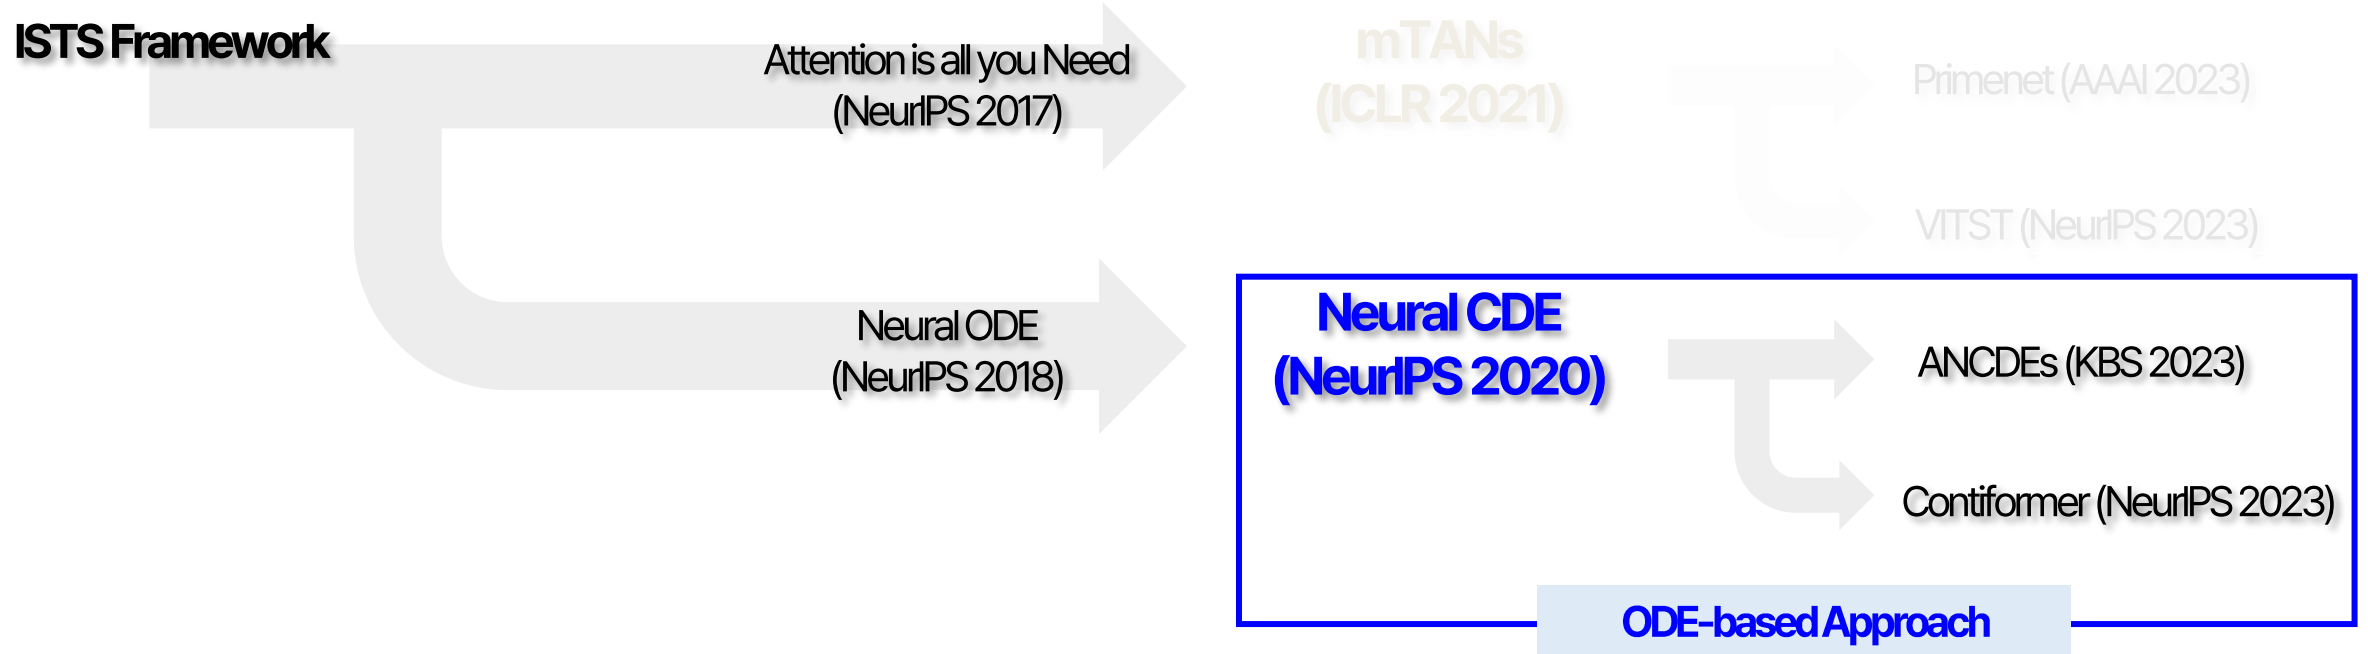 ISTS Framework
Attention is all you Need
(NeurIPS 2017)
mTANs
(ICLR 2021)
Primenet (AAAI 2023)
VITST (NeurIPS 2023)
Neural ODE
(NeurIPS 2018)
Neural CDE
(NeurIPS 2020)
ANCDEs (KBS 2023)
Contiformer (NeurIPS 2023)
ODE-based Approach